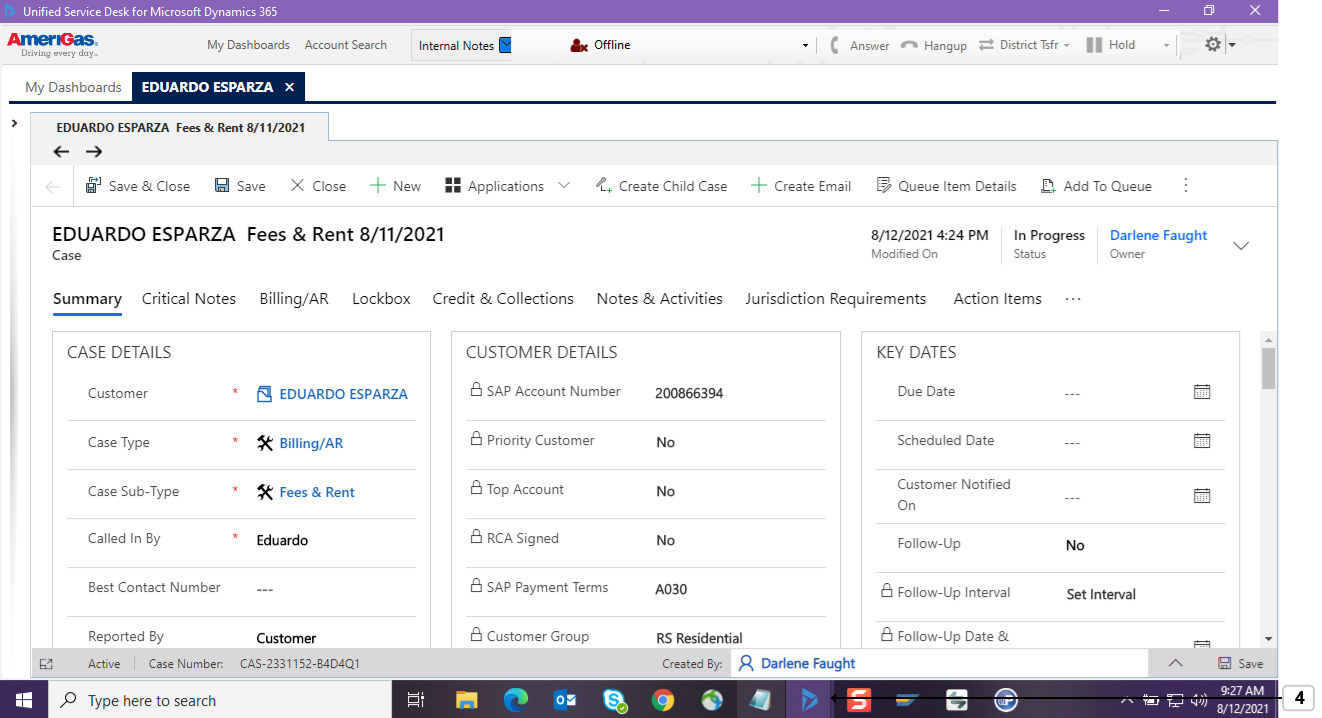 Unified Service Desk for Microsoft Dynamics 365
AmeriGas
Driving every day
My Dashboards Account Search Internal Notes Offline Answer Hangup District Tsfr Hold
My Dashboards EDUARDO ESPARZA
EDUARDO ESPARZA Fees & Rent 8/11/2021
Save & Close Save Close New Applications Create Child Case Create Email Queue Item Details Add To Queue
EDUARDO ESPARZA Fees & Rent 8/11/2021
Case
8/12/2021 4:24 PM
Modified On
In Progress
Status
Darlene Faught
Owner
Summary Critical Notes Billing/AR Lockbox Credit & Collections Notes & Activities Jurisdiction Requirements Action Items ...
CASE DETAILS
Customer * EDUARDO ESPARZA
Case Type * Billing/AR
Case Sub-Type * Fees & Rent
Called In By * Eduardo
Best Contact Number ---
Reported By Customer
CUSTOMER DETAILS
SAP Account Number 200866394
Priority Customer No
Top Account No
RCA Signed No
SAP Payment Terms A030
Customer Group RS Residential
KEY DATES
Due Date ---
Scheduled Date ---
Customer Notified
On ---
Follow-Up No
Follow-Up Interval Set Interval
Follow-Up Date &
Active Case Number: CAS-2331152-B4D4Q1 Created By: Darlene Faught Save
Type here to search
9:27 AM
8/12/2021
4